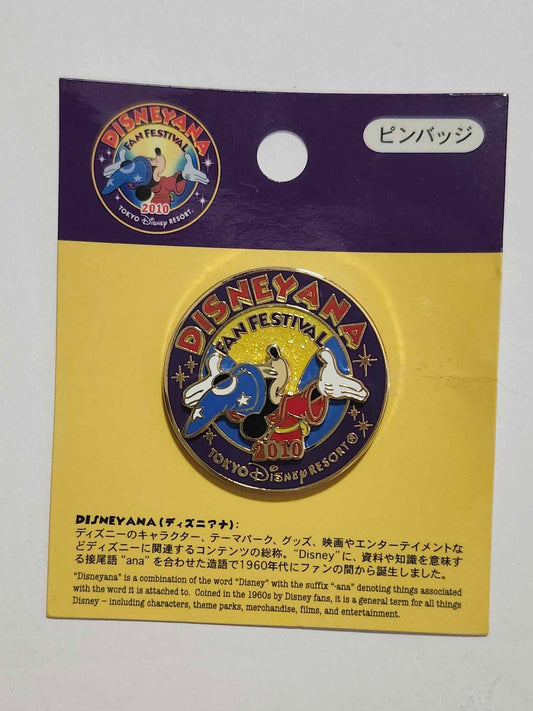 DISNEYANA
FAN FESTIVAL
2010
TOKYO Disney RESORT®
ピンバッジ
DISNEYANA
FAN FESTIVAL
2010
TOKYO Disney RESORT®
DISNEYANA (ディズニアナ):
ディズニーのキャラクター、テーマパーク、グッズ、映画やエンターテイメントな
どディズニーに関連するコンテンツの総称。“Disney”に、資料や知識を意味す
る接尾語 “ana” を合わせた造語で1960年代にファンの間から誕生しました。
“Disneyana” is a combination of the word “Disney” with the suffix “-ana” denoting things associated
with the word it is attached to. Coined in the 1960s by Disney fans, it is a general term for all things
Disney – including characters, theme parks, merchandise, films, and entertainment.